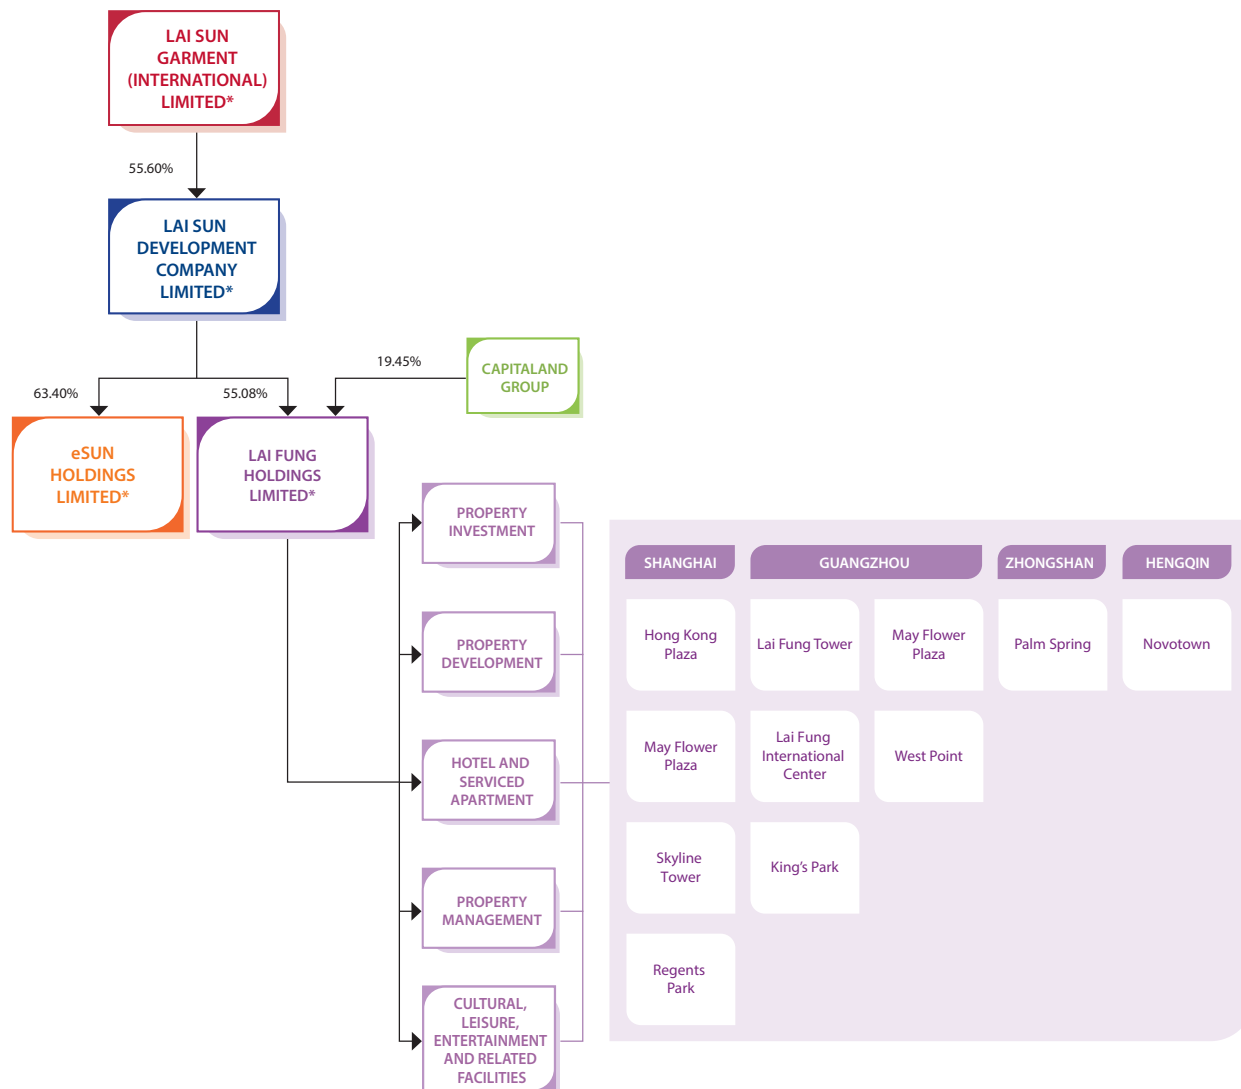 LAI SUN
GARMENT
(INTERNATIONAL)
LIMITED*
55.60%
LAI SUN
DEVELOPMENT
COMPANY
LIMITED*
63.40%
55.08%
19.45%
CAPITALAND
GROUP
eSUN
HOLDINGS
LIMITED*
LAI FUNG
HOLDINGS
LIMITED*
PROPERTY
INVESTMENT
PROPERTY
DEVELOPMENT
HOTEL AND
SERVICED
APARTMENT
PROPERTY
MANAGEMENT
CULTURAL,
LEISURE,
ENTERTAINMENT
AND RELATED
FACILITIES
SHANGHAI
Hong Kong
Plaza
May Flower
Plaza
Skyline
Tower
Regents
Park
GUANGZHOU
Lai Fung Tower
May Flower
Plaza
Lai Fung
International
Center
West Point
King’s Park
ZHONGSHAN
Palm Spring
HENGQIN
Novotown